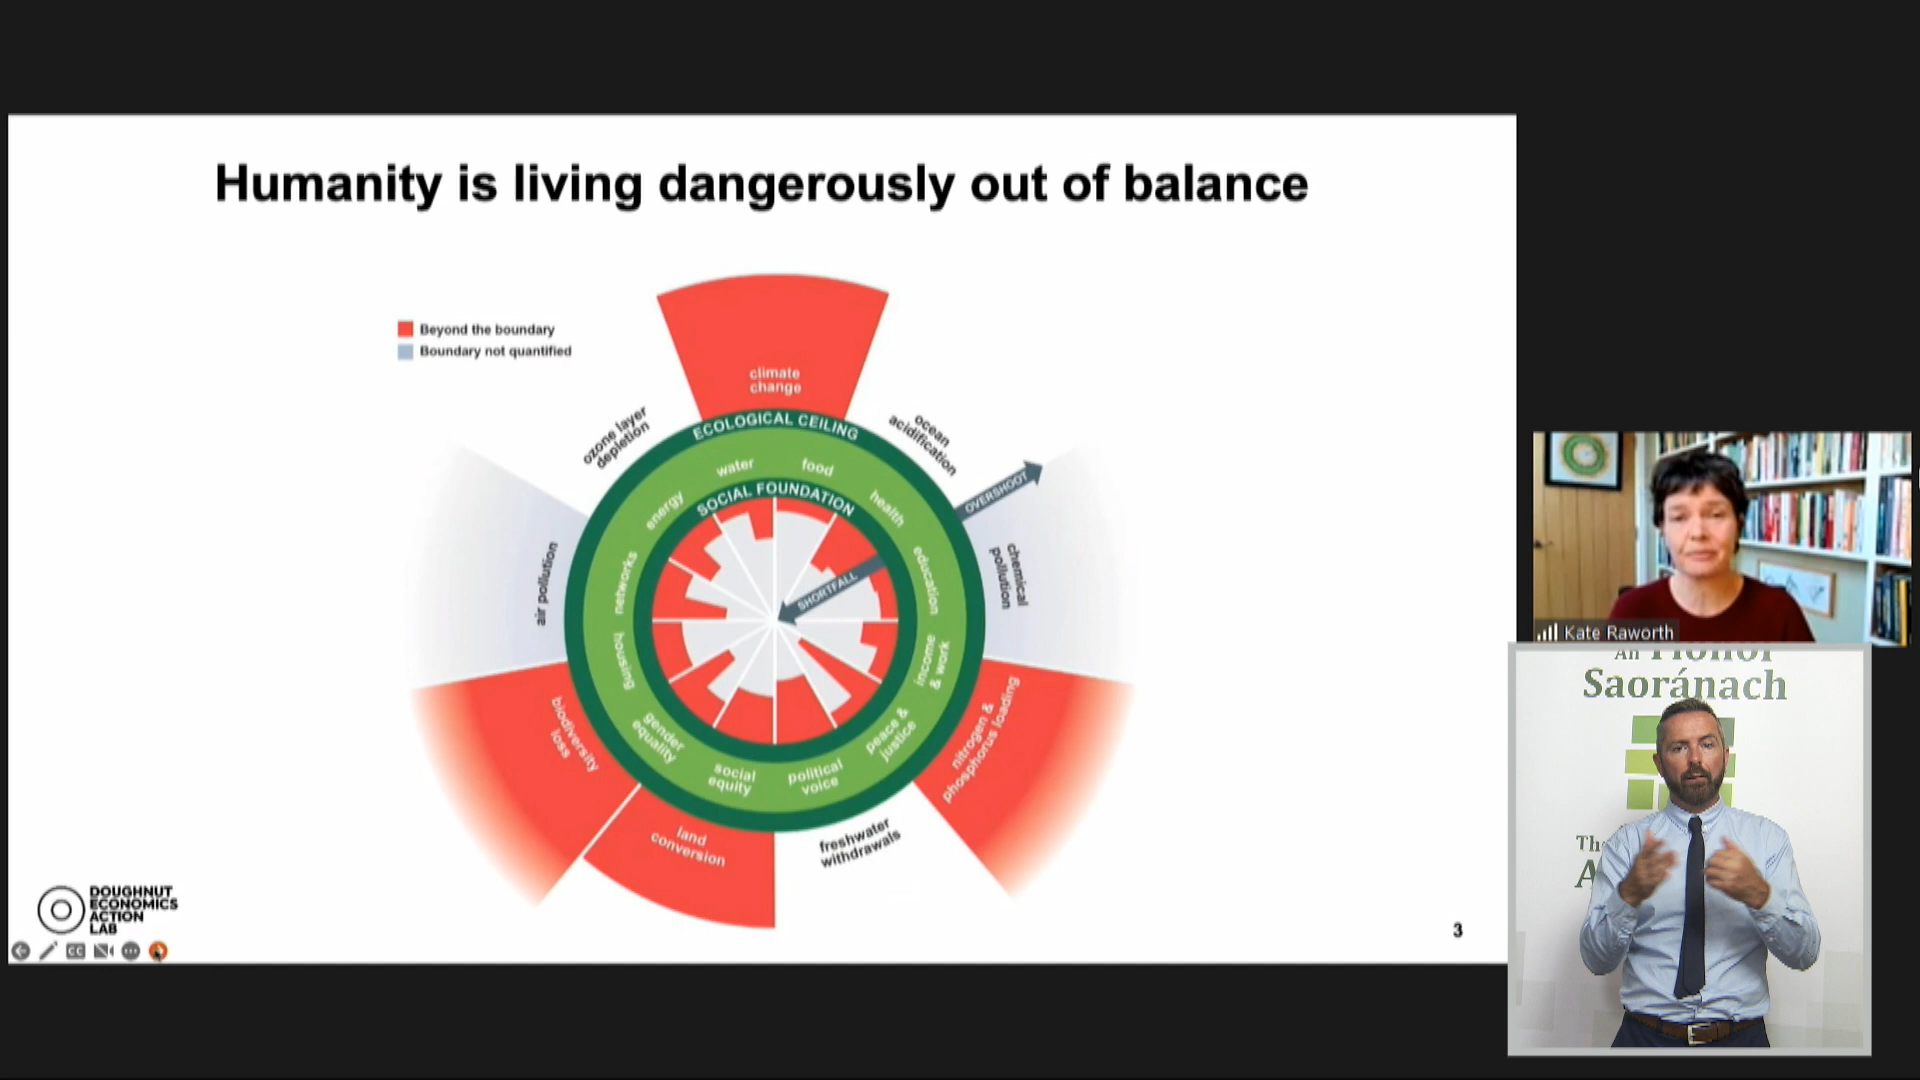 Humanity is living dangerously out of balance
Beyond the boundary
Boundary not quantified
climate
change
ozone layer
depletion
ocean
acidification
ECOLOGICAL CEILING
water
food
energy
health
SOCIAL FOUNDATION
OVERSHOOT
SHORTFALL
air pollution
networks
education
chemical
pollution
housing
income
& work
biodiversity
loss
gender
equality
social
equity
political
voice
peace &
justice
nitrogen &
phosphorus loading
land
conversion
freshwater
withdrawals
DOUGHNUT
ECONOMICS
ACTION
LAB
CC
3
Kate Raworth
An
Saoránach
A